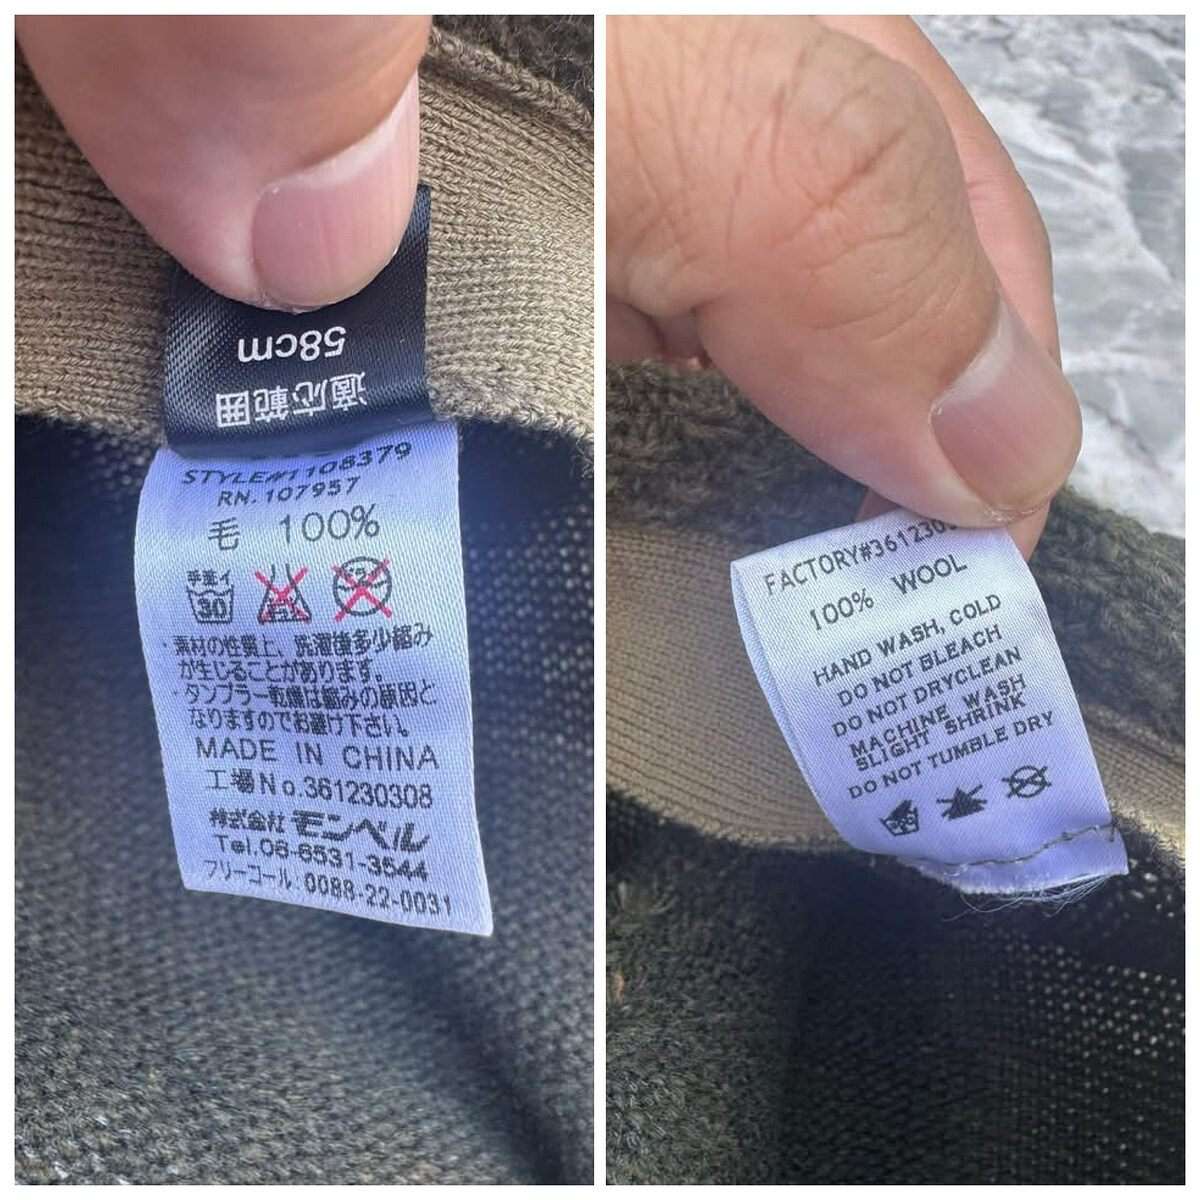 58cm
適応範囲
STYLE#1108379
RN.107957
毛 100%
手洗イ
30
・素材の性質上、洗濯後多少縮み
が生じることがあります。
・タンブラー乾燥は縮みの原因と
なりますのでお避け下さい。
MADE IN CHINA
工場No.361230308
株式会社モンベル
Tel.06-6531-3544
フリーコール:0088-22-0031
FACTORY#361230
100% WOOL
HAND WASH, COLD
DO NOT BLEACH
DO NOT DRYCLEAN
MACHINE WASH
SLIGHT SHRINK
DO NOT TUMBLE DRY